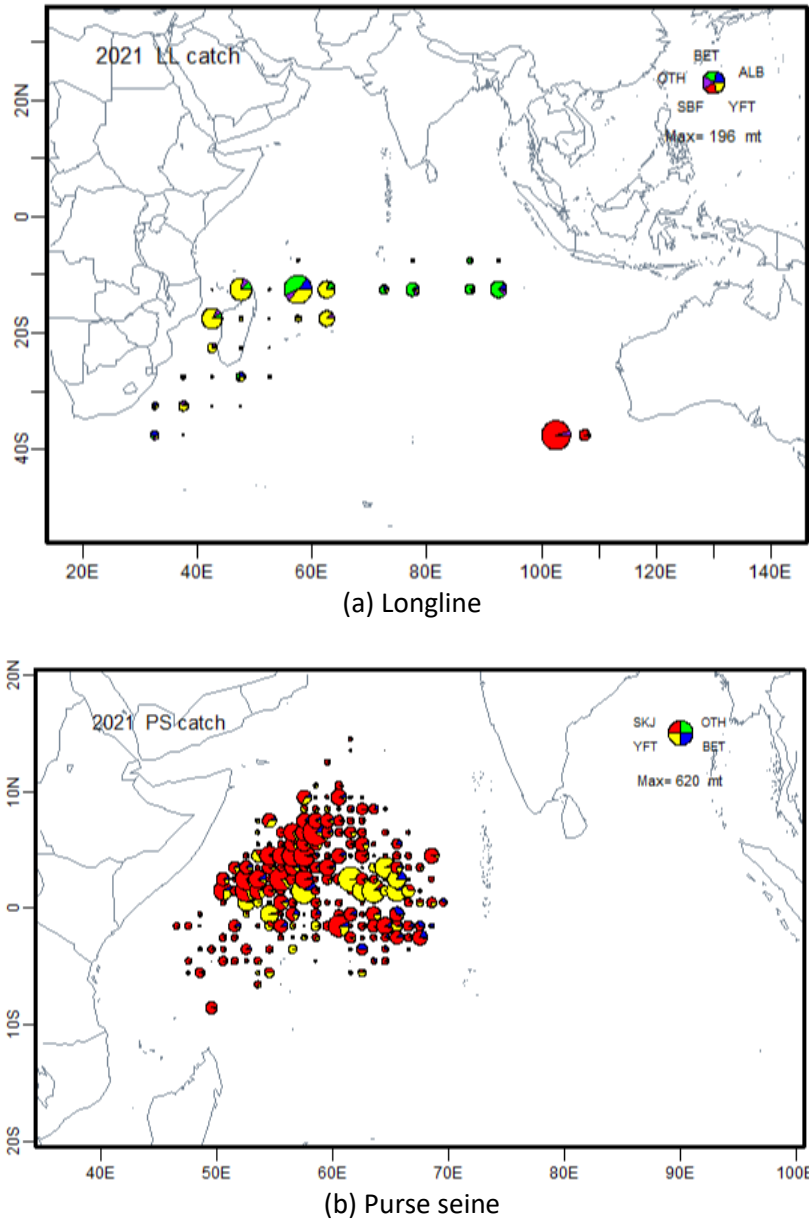 2021 LL catch
BET
OTH ALB
SBF YFT
Max= 196 mt
20N
0
20S
40S
20E 40E 60E 80E 100E 120E 140E
(a) Longline
20N
2021 PS catch
SKJ OTH
YFT BET
Max= 620 mt
10N
0
10S
20S
40E 50E 60E 70E 80E 90E 100E
(b) Purse seine